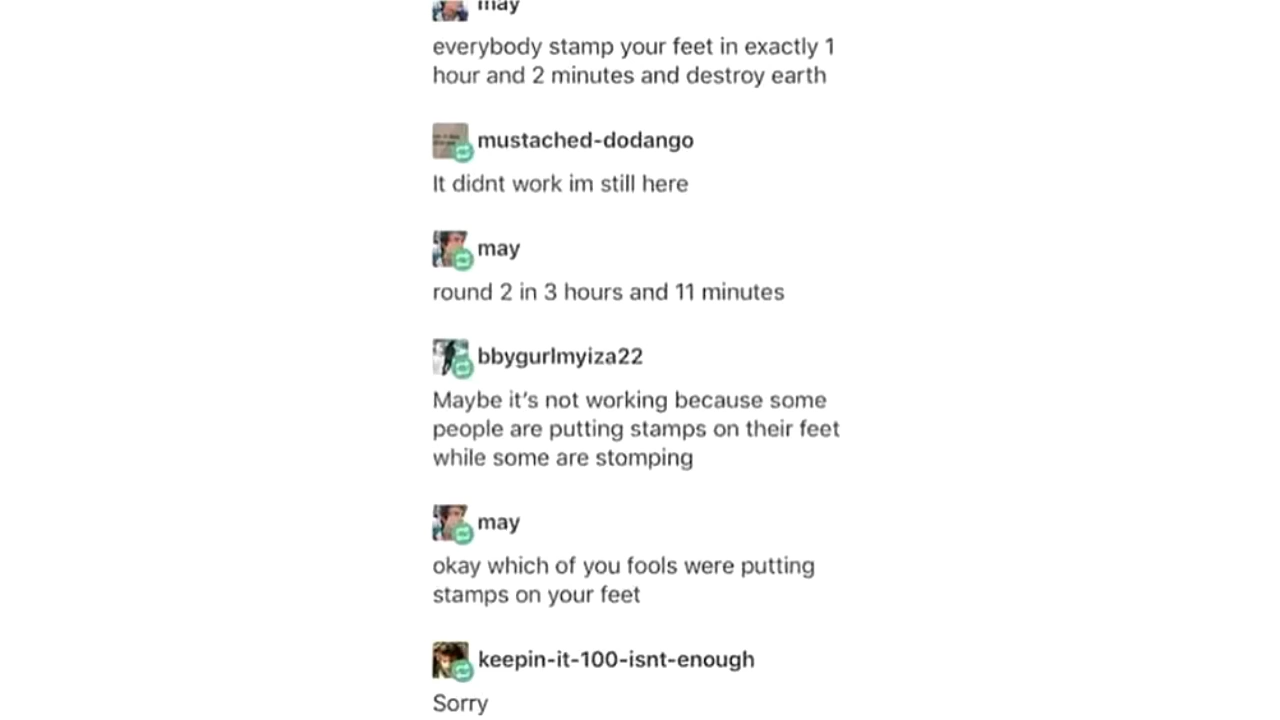 may
everybody stamp your feet in exactly 1
hour and 2 minutes and destroy earth
mustached-dodango
It didnt work im still here
may
round 2 in 3 hours and 11 minutes
bbygurlmyiza22
Maybe it's not working because some
people are putting stamps on their feet
while some are stomping
may
okay which of you fools were putting
stamps on your feet
keepin-it-100-isnt-enough
Sorry